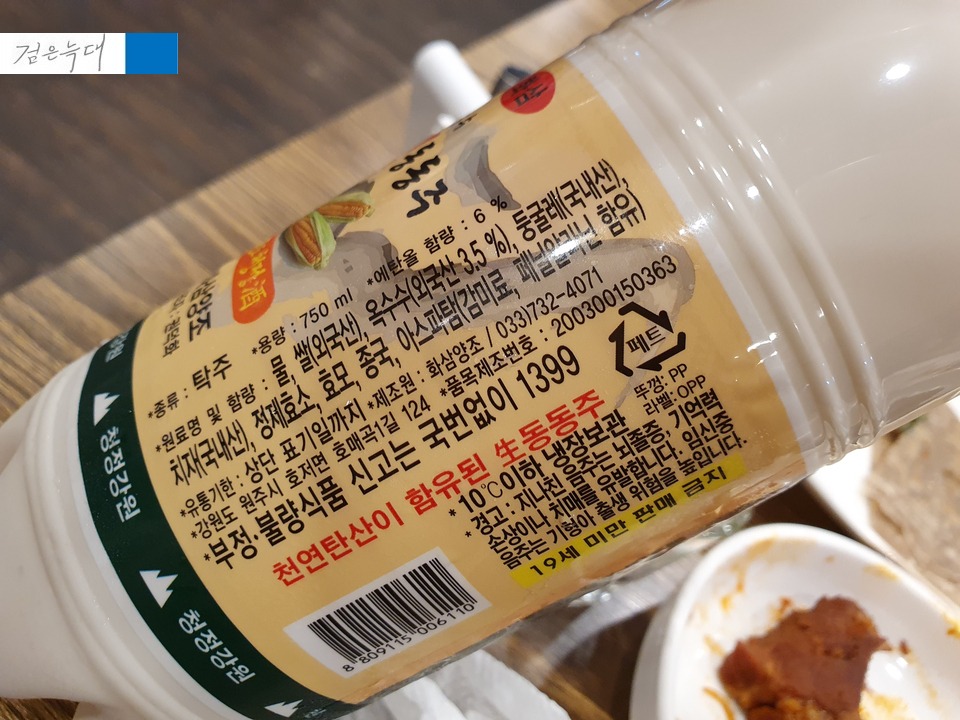 검은늑대
동동주
*종류 : 탁주 *용량 : 750 ml *에탄올 함량 : 6 %
*원료명 및 함량 : 물, 쌀(외국산), 옥수수(외국산 3.5 %), 둥굴레(국내산),
치재국내산), 정제효소, 효모, 종국, 아스파탐(감미료, 페닐알라닌 함유)
*유통기한 : 상단 표기일까지 *제조원 : 화삼양조 / 033)732-4071
*강원도 원주시 호저면 호매곡1길 124 *품목제조번호 : 200300150363
*부정·불량식품 신고는 국번없이 1399
천연탄산이 함유된 生동동주
페트
뚜껑: PP
라벨: OPP
* 10℃이하 냉장보관
* 경고 : 지나친 음주는 뇌졸중, 기억력
손상이나 치매를 유발합니다. 임신중
음주는 기형아 출생 위험을 높입니다.
19세 미만 판매 금지
8 809115 006110
청정강원
청정강원